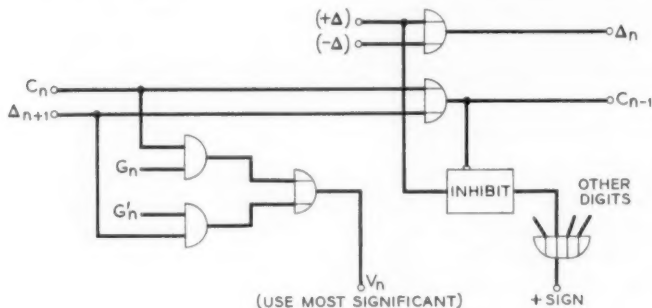 (+Δ)
(-Δ)
Δn
Cn
Δn+1
Cn-1
Gn
G'n
INHIBIT
OTHER
DIGITS
Vn
(USE MOST SIGNIFICANT)
+ SIGN